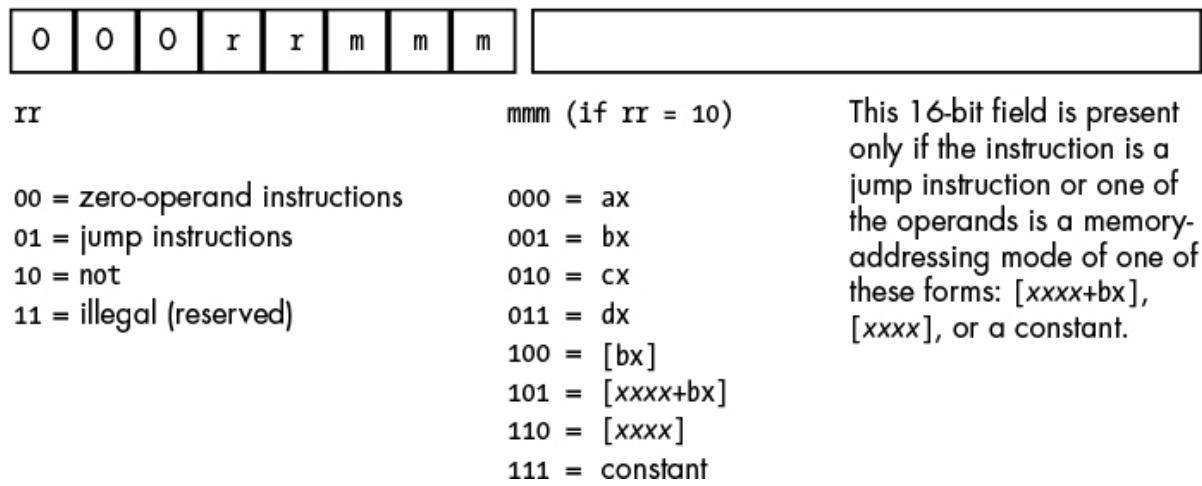 0 0 0 r r m m m
rr
00 = zero-operand instructions
01 = jump instructions
10 = not
11 = illegal (reserved)
mmm (if rr = 10)
000 = ax
001 = bx
010 = cx
011 = dx
100 = [bx]
101 = [xxxx+bx]
110 = [xxxx]
111 = constant
This 16-bit field is present
only if the instruction is a
jump instruction or one of
the operands is a memory-
addressing mode of one of
these forms: [xxxx+bx],
[xxxx], or a constant.